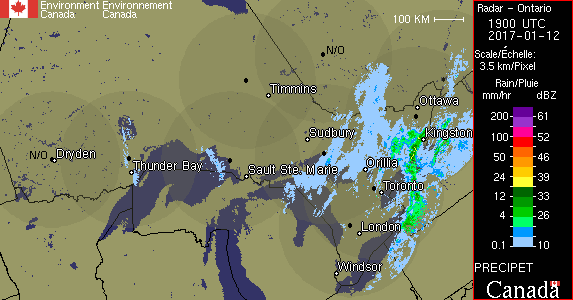 Environment Environnement
Canada Canada
Radar - Ontario
1900 UTC
2017-01-12
Scale/Échelle:
3.5 km/Pixel
Rain/Pluie
mm/hr dBZ
200 61
100 52
50 46
24 39
12 33
4 26
0.1 10
PRECIPET
Canada
100 KM
N/O
Timmins
Ottawa
Sudbury
Kingston
N/O
Dryden
Thunder Bay
Sault Ste. Marie
Orillia
Toronto
London
Windsor